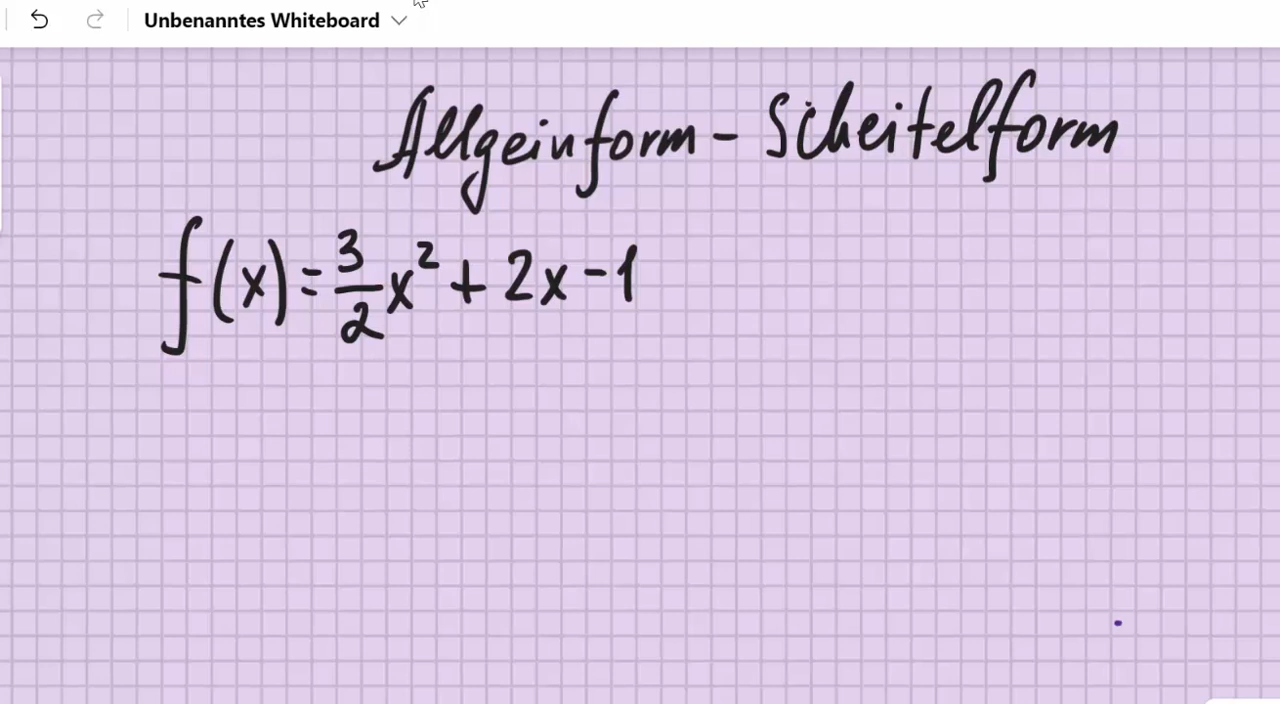 Unbenanntes Whiteboard
Allgeinform - Scheitelform
f(x) = 3/2 x² + 2x - 1